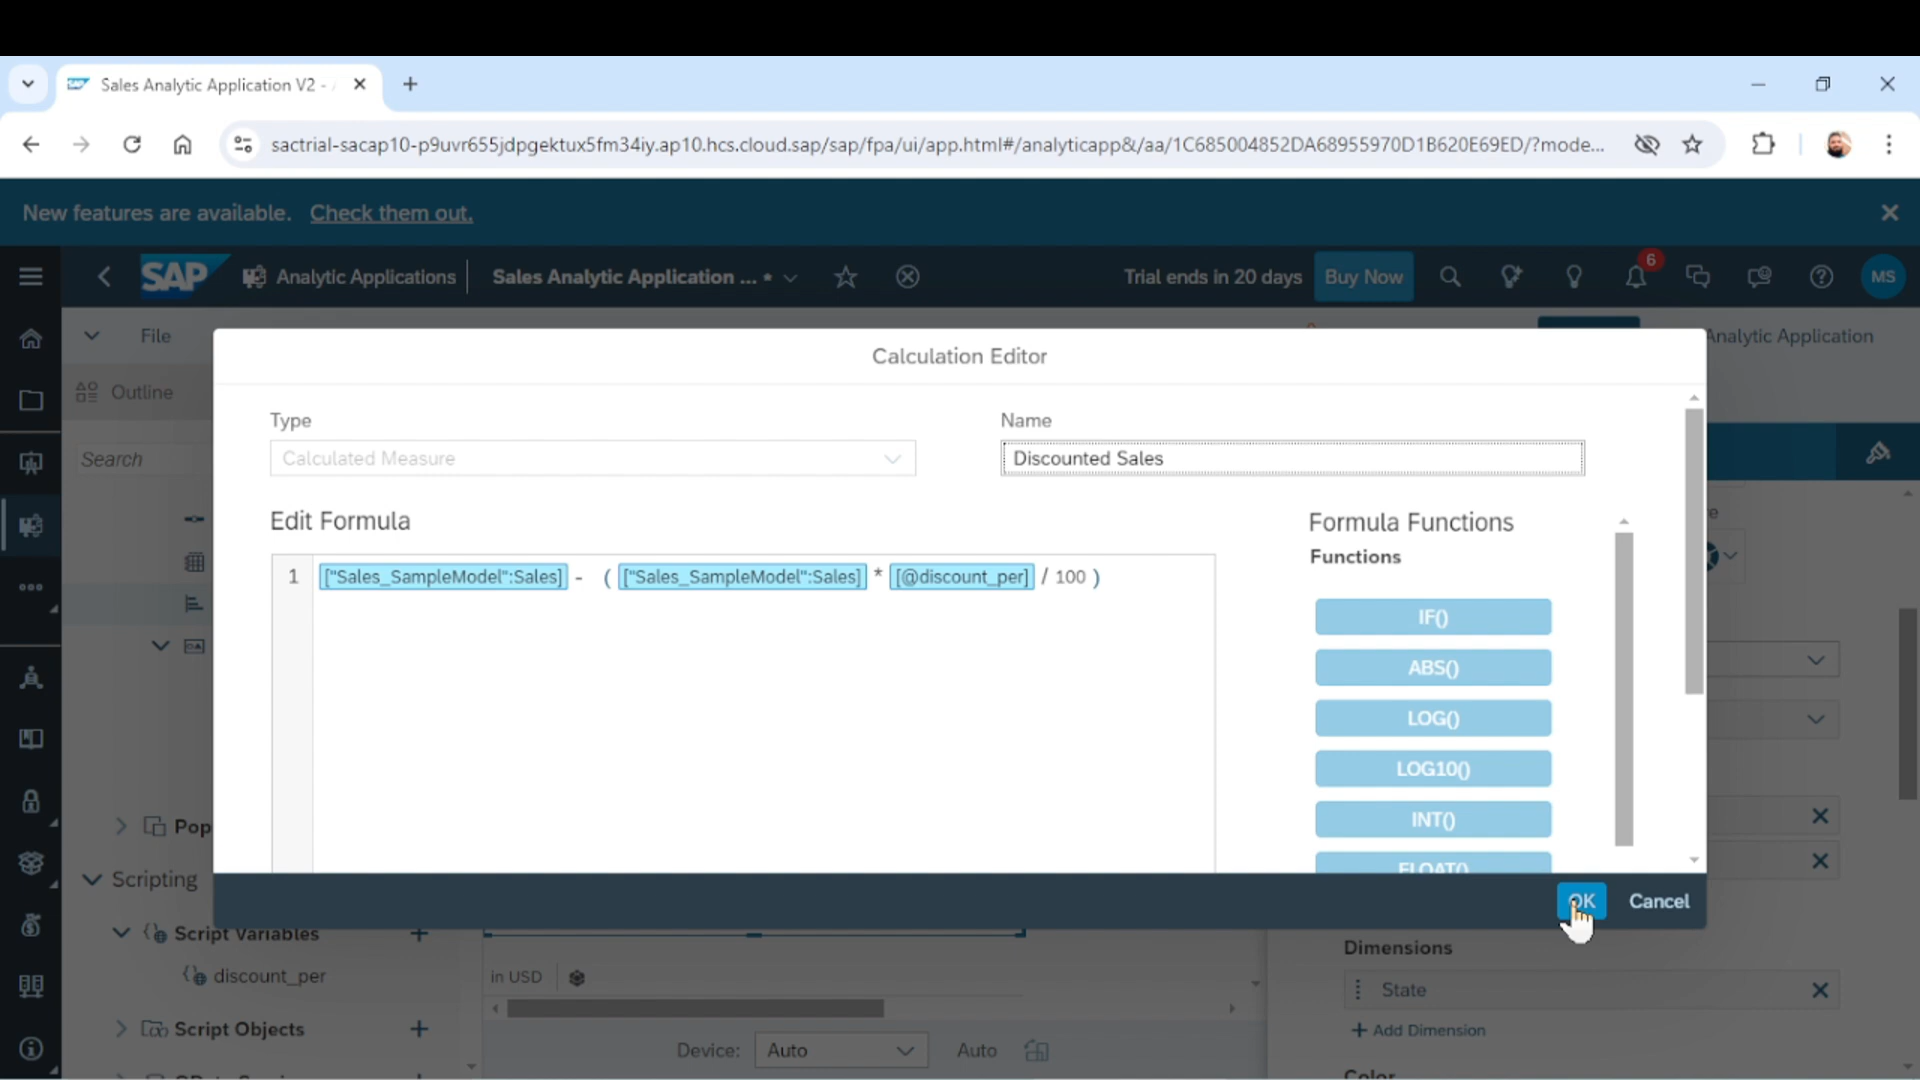 Sales Analytic Application V2 -
sactrial-sacap10-p9uvr655jdpgektux5fm34iy.ap10.hcs.cloud.sap/sap/fpa/ui/app.html#/analyticapp&/aa/1C685004852DA68955970D1B620E69ED/?mode...
New features are available. Check them out.
SAP Analytic Applications Sales Analytic Application ... * Trial ends in 20 days Buy Now 6 MS
File Analytic Application
Calculation Editor
Outline
Type Name
Search Calculated Measure Discounted Sales
Edit Formula Formula Functions
Functions
1 ["Sales_SampleModel":Sales] - ( ["Sales_SampleModel":Sales] * [@discount_per] / 100 )
IF()
ABS()
LOG()
LOG10()
INT()
FLOAT()
Scripting
OK Cancel
Script Variables
Dimensions
discount_per in USD
State
Script Objects
+ Add Dimension
Device: Auto Auto
Color